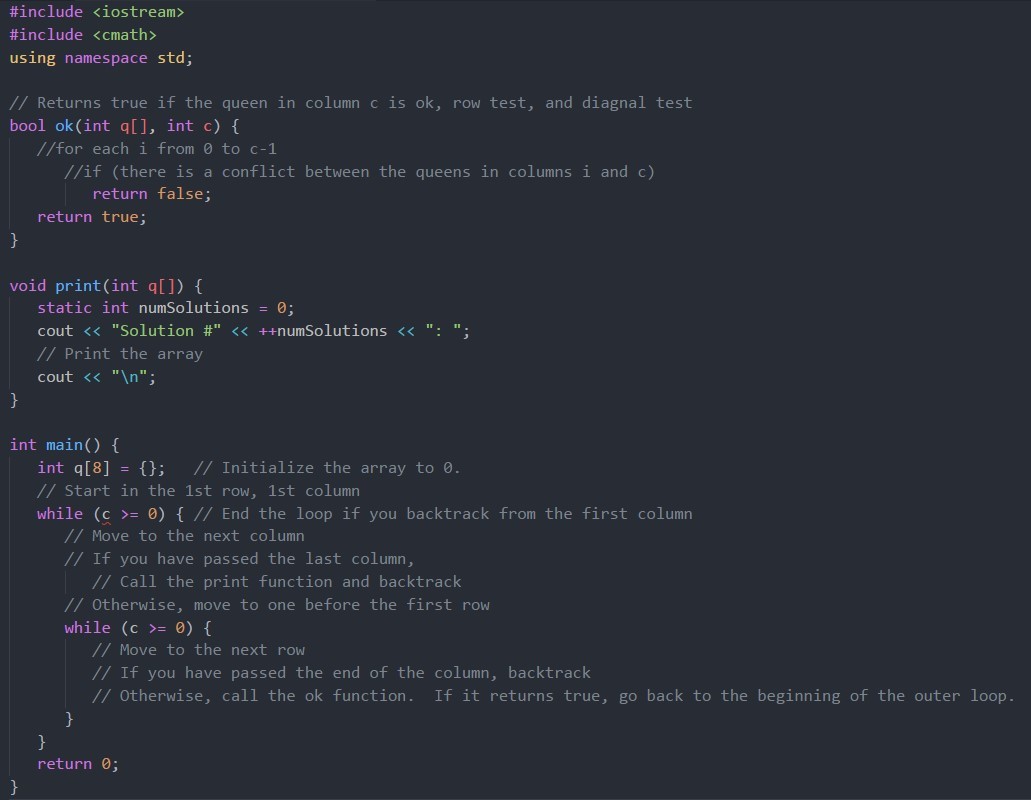 #include <iostream>
#include <cmath>
using namespace std;

// Returns true if the queen in column c is ok, row test, and diagnal test
bool ok(int q[], int c) {
   //for each i from 0 to c-1
      //if (there is a conflict between the queens in columns i and c)
         return false;
   return true;
}

void print(int q[]) {
   static int numSolutions = 0;
   cout << "Solution #" << ++numSolutions << ": ";
   // Print the array
   cout << "\n";
}

int main() {
   int q[8] = {};   // Initialize the array to 0.
   // Start in the 1st row, 1st column
   while (c >= 0) { // End the loop if you backtrack from the first column
      // Move to the next column
      // If you have passed the last column,
         // Call the print function and backtrack
      // Otherwise, move to one before the first row
      while (c >= 0) {
         // Move to the next row
         // If you have passed the end of the column, backtrack
         // Otherwise, call the ok function.  If it returns true, go back to the beginning of the outer loop.
      }
   }
   return 0;
}